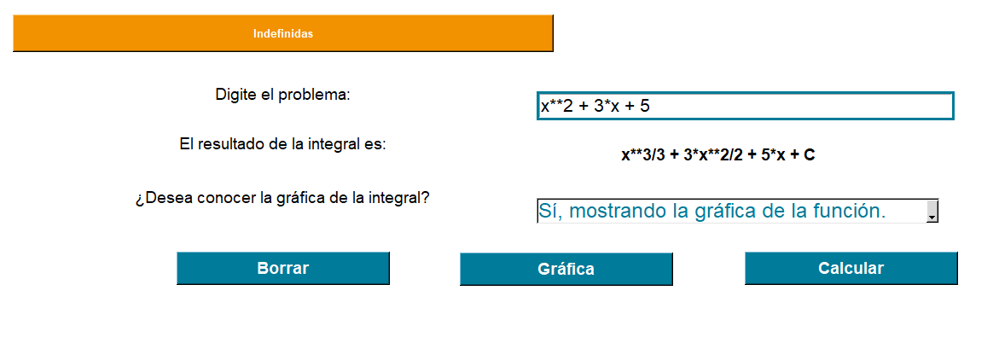 Indefinidas
Digite el problema:
x**2 + 3*x + 5
El resultado de la integral es:
x**3/3 + 3*x**2/2 + 5*x + C
¿Desea conocer la gráfica de la integral?
Sí, mostrando la gráfica de la función.
Borrar
Gráfica
Calcular